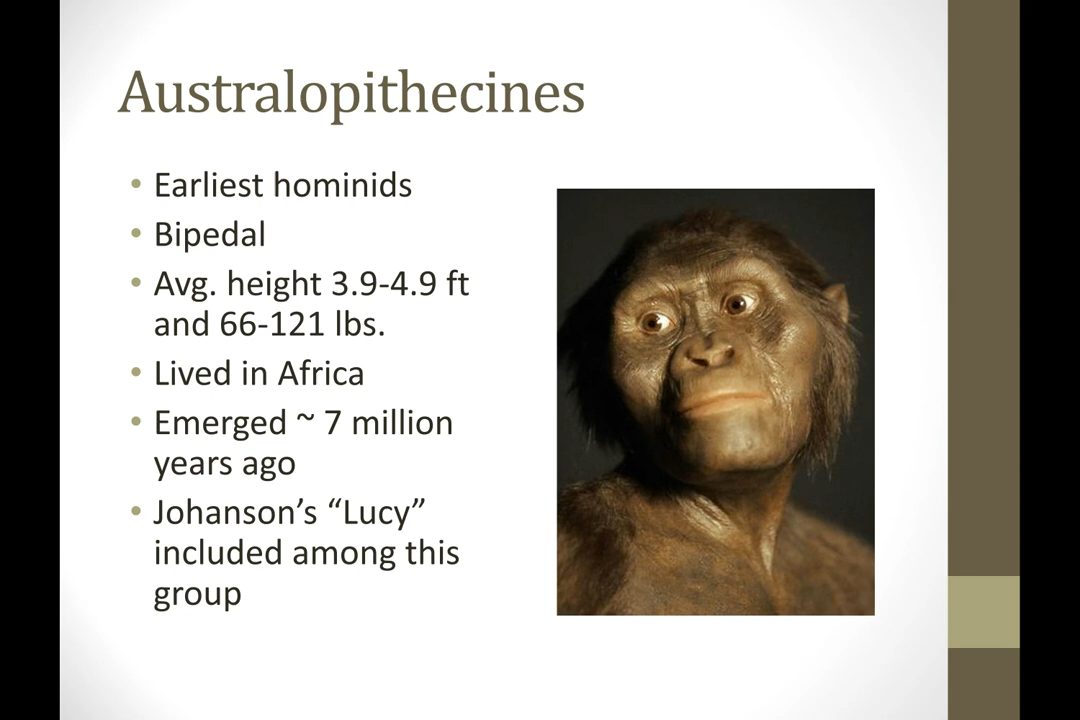 Australopithecines
• Earliest hominids
• Bipedal
• Avg. height 3.9-4.9 ft
and 66-121 lbs.
• Lived in Africa
• Emerged ~ 7 million
years ago
• Johanson’s “Lucy”
included among this
group